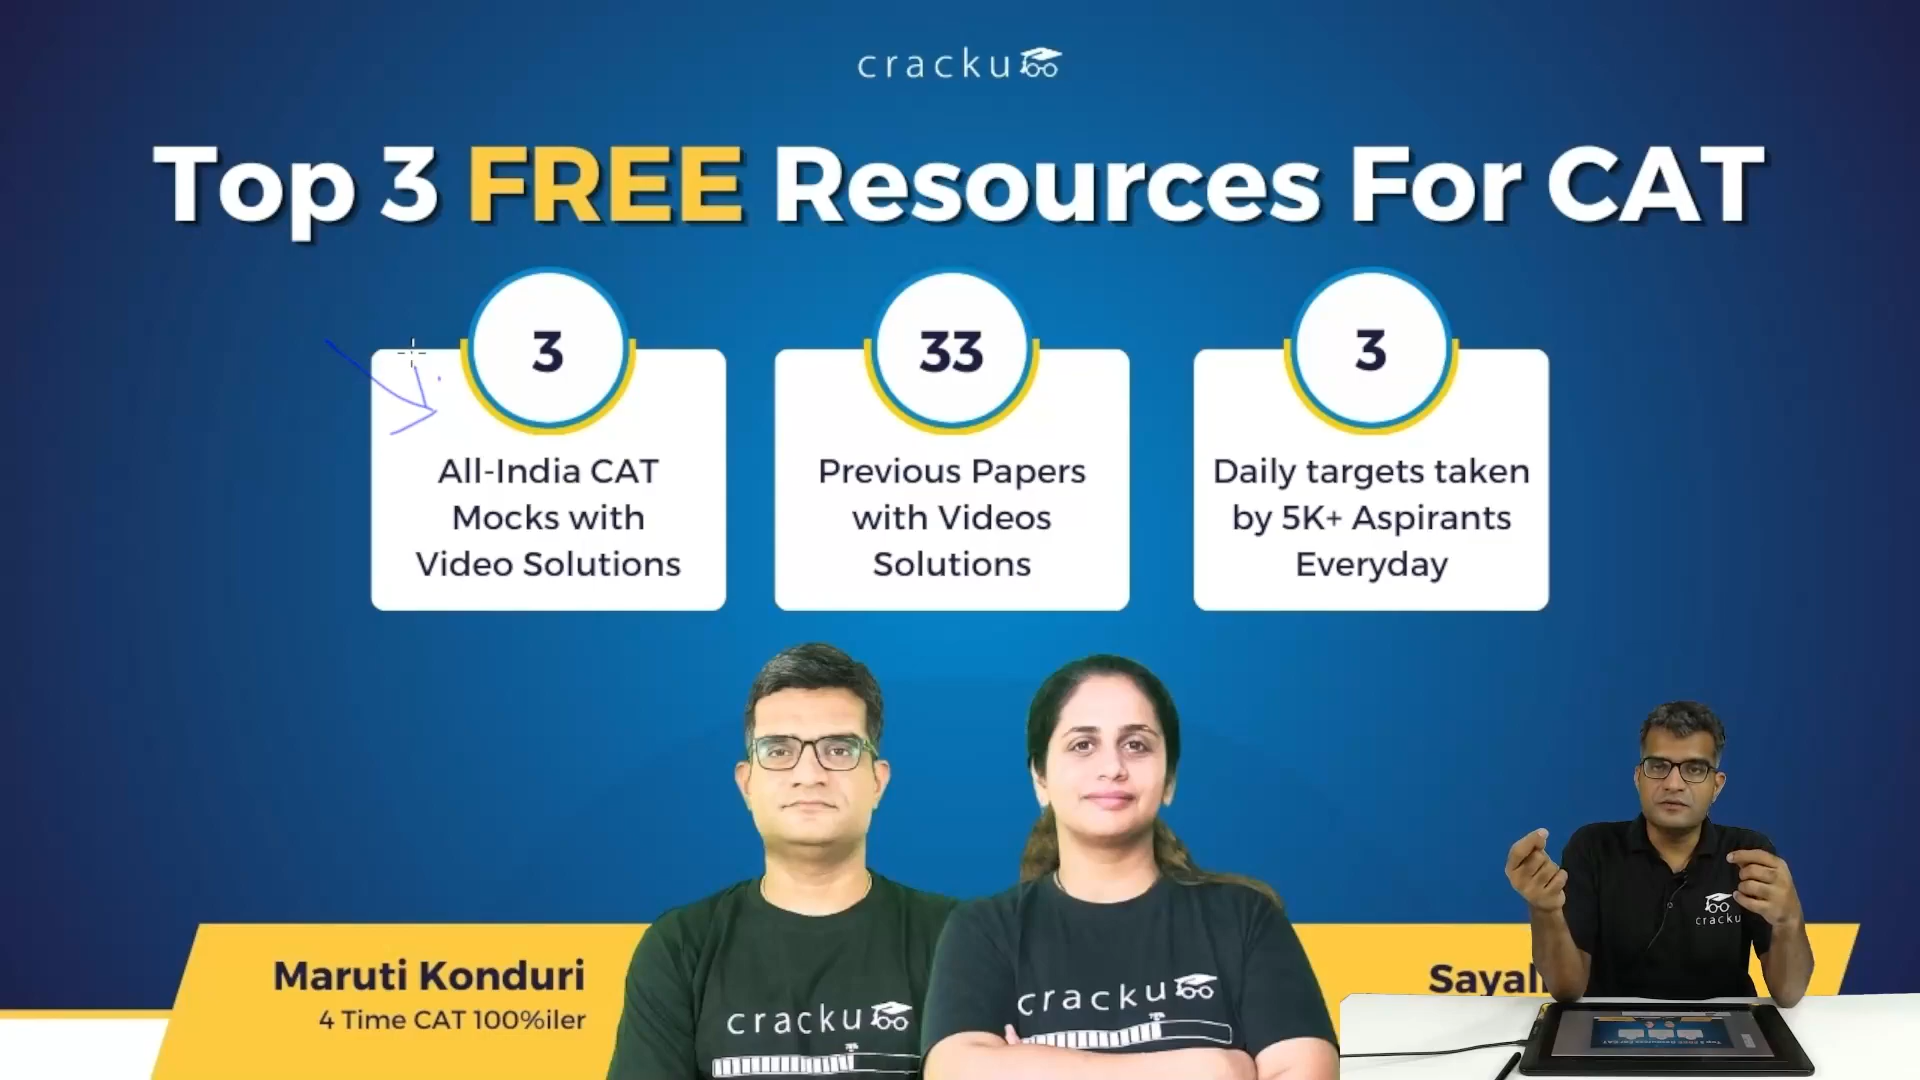 cracku
Top 3 FREE Resources For CAT
3
All-India CAT
Mocks with
Video Solutions
33
Previous Papers
with Videos
Solutions
3
Daily targets taken
by 5K+ Aspirants
Everyday
Maruti Konduri
4 Time CAT 100%iler
cracku
cracku
cracku